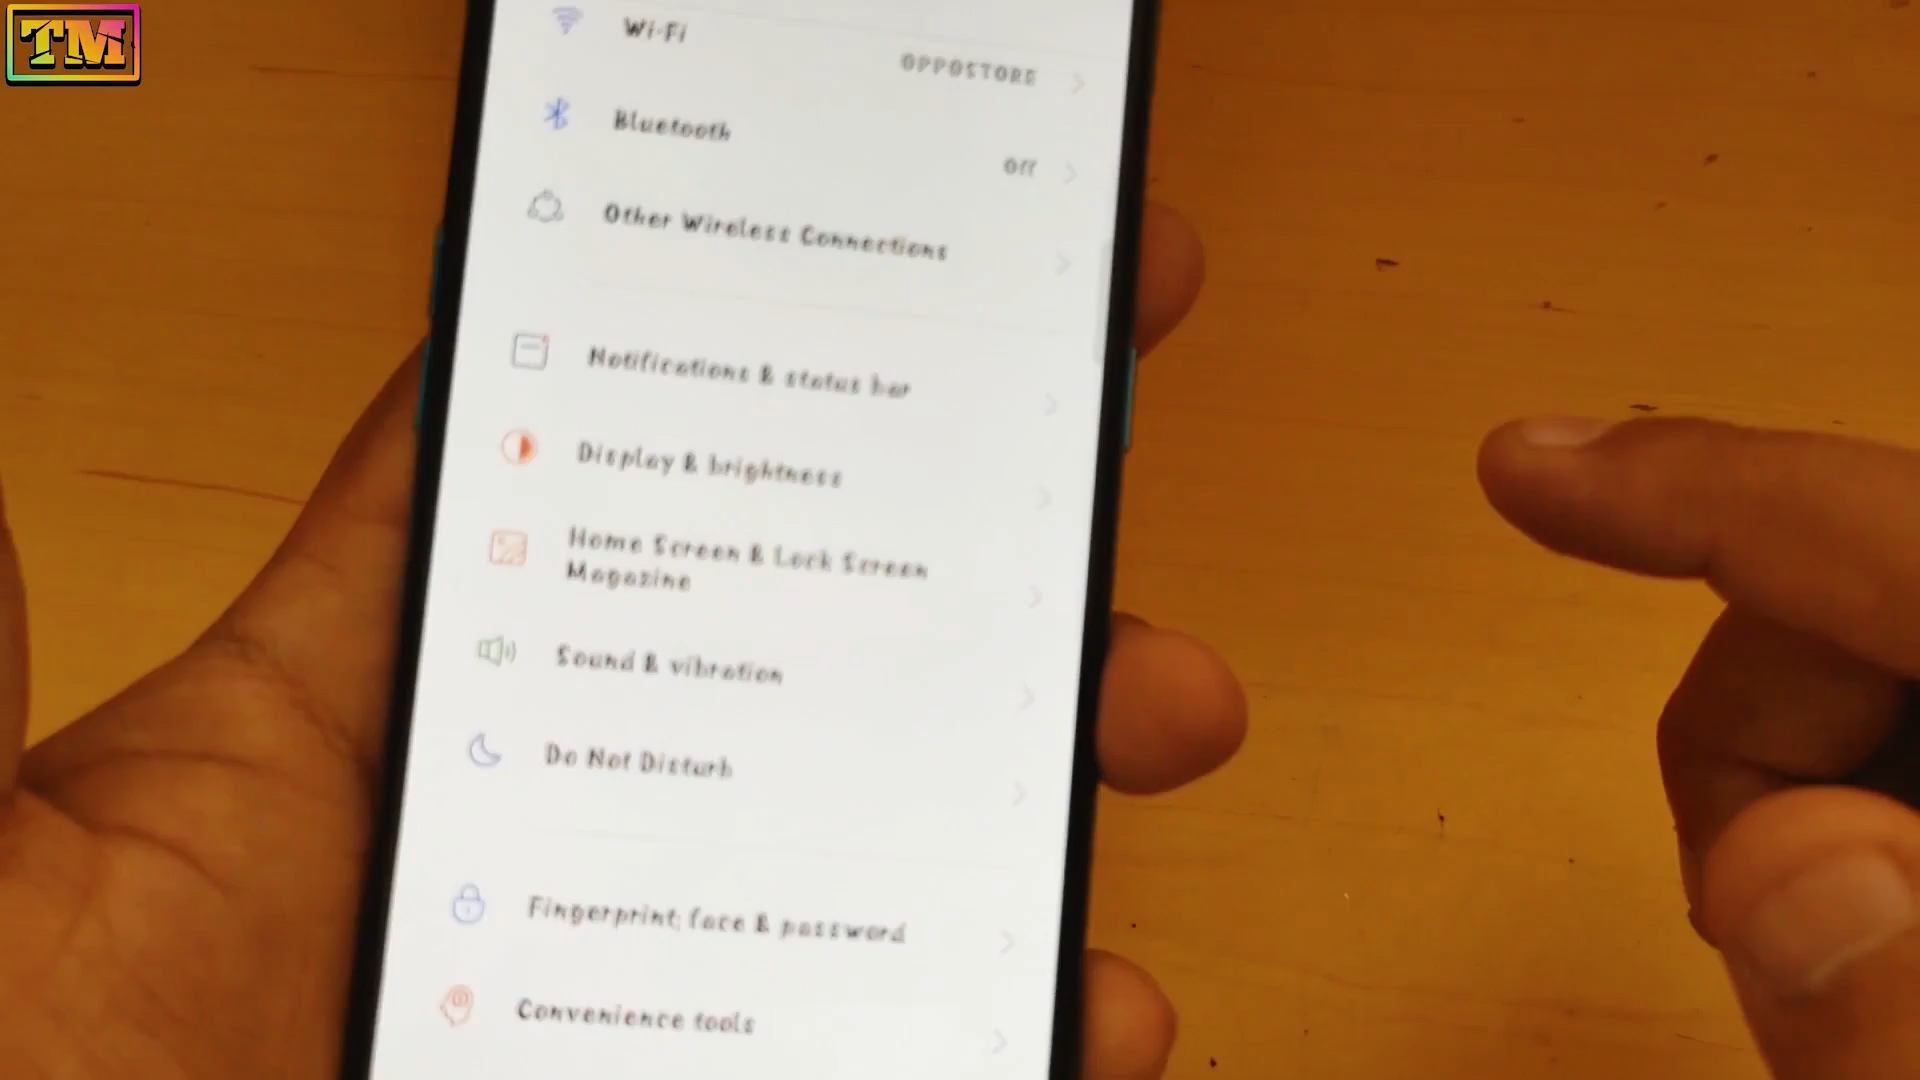 TM
Wi-Fi
OPPOSTORE
Bluetooth
Off
Other Wireless Connections
Notifications & status bar
Display & brightness
Home Screen & Lock Screen
Magazine
Sound & vibration
Do Not Disturb
Fingerprint, face & password
Convenience tools